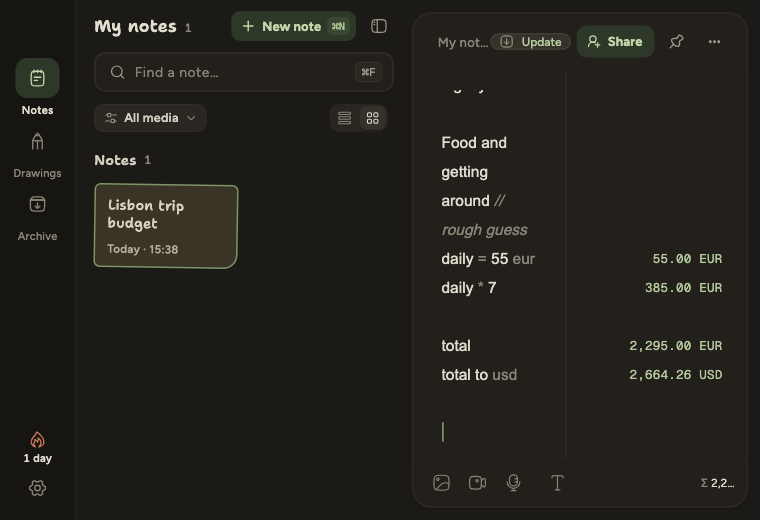 My notes 1
New note ⌘N
Find a note... ⌘F
All media
Notes
Drawings
Archive
Notes 1
Lisbon trip
budget
Today · 15:38
1 day
My not... Update Share
Food and
getting
around //
rough guess
daily = 55 eur 55.00 EUR
daily * 7 385.00 EUR
total 2,295.00 EUR
total to usd 2,664.26 USD
Σ 2,2...